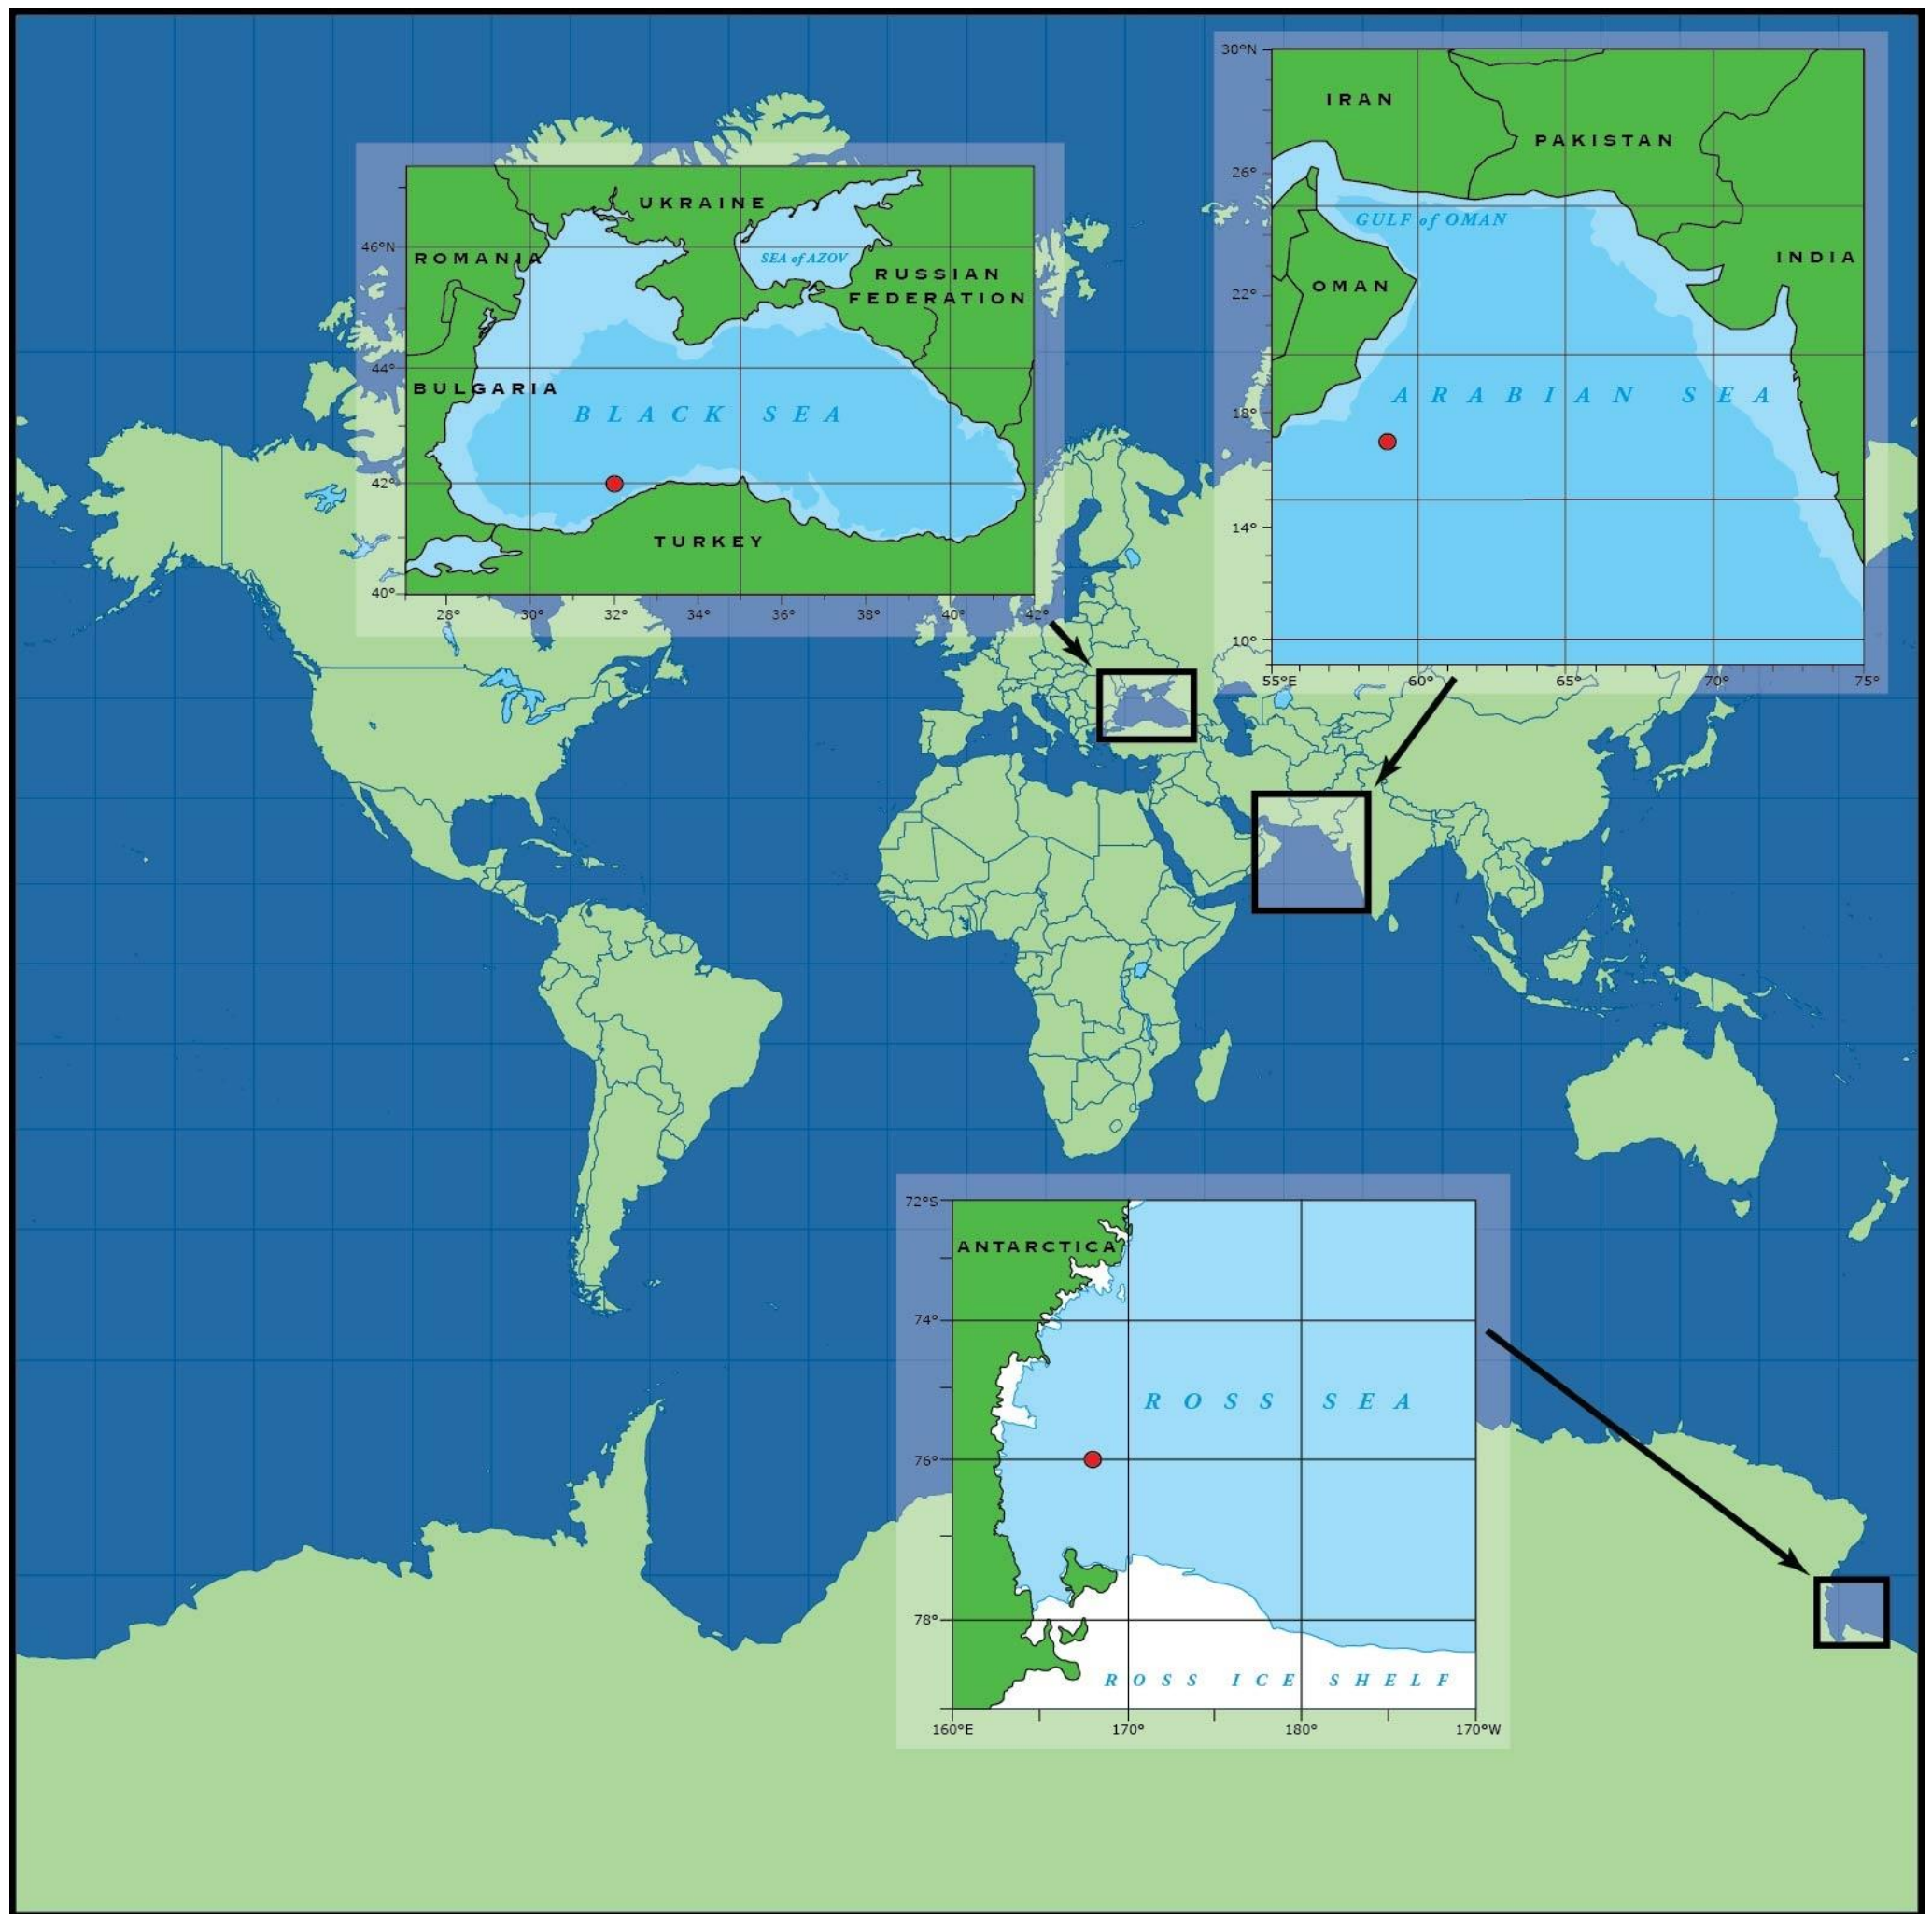 UKRAINE
46°N
ROMANIA
SEA of AZOV
RUSSIAN
FEDERATION
44°
BULGARIA
BLACK SEA
42°
TURKEY
40°
28° 30° 32° 34° 36° 38° 40° 42°
30°N
IRAN
PAKISTAN
26°
GULF of OMAN
INDIA
OMAN
22°
ARABIAN SEA
18°
14°
10°
55°E 60° 65° 70° 75°
72°S
ANTARCTICA
74°
ROSS SEA
76°
78°
ROSS ICE SHELF
160°E 170° 180° 170°W